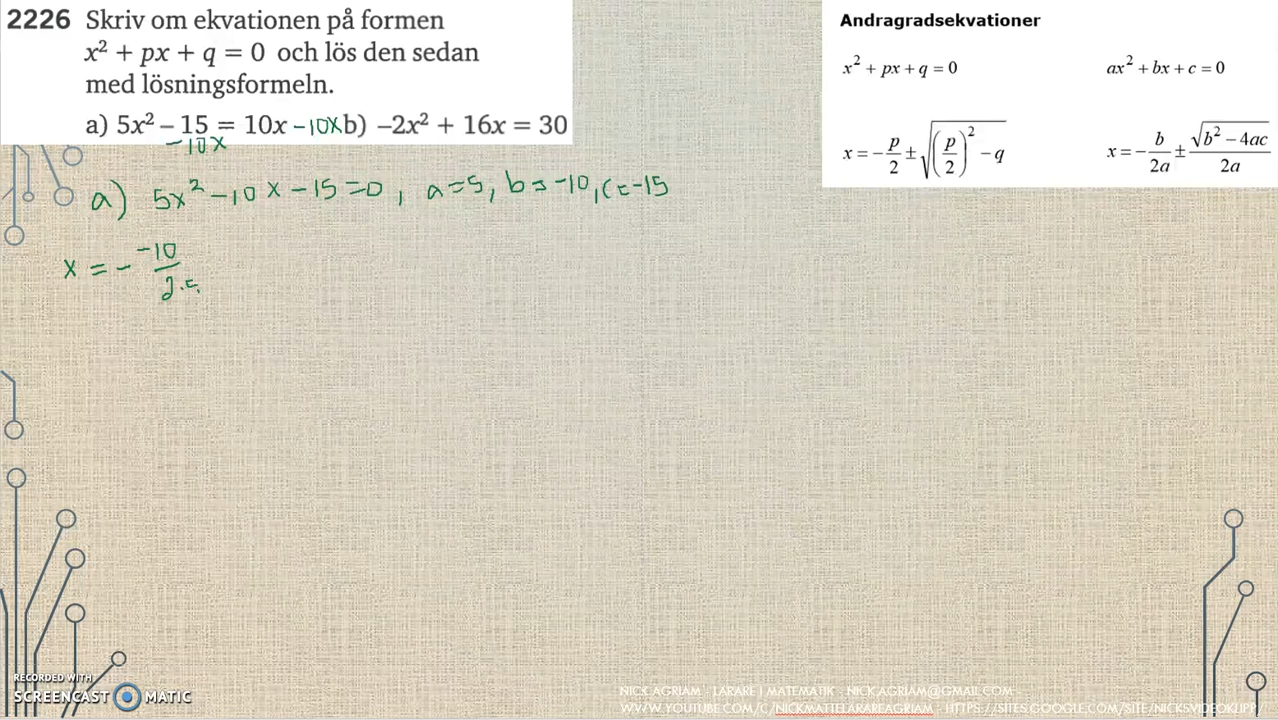 2226 Skriv om ekvationen på formen
x² + px + q = 0 och lös den sedan
med lösningsformeln.
a) 5x² – 15 = 10x -10x b) –2x² + 16x = 30
-10x
a) 5x² -10x -15 =0, a=5, b=-10, c=-15
x = - -10/2·5
Andragradsekvationer
x² + px + q = 0
ax² + bx + c = 0
x = - p/2 ± √((p/2)² - q)
x = - b/2a ± √(b² - 4ac)/2a
RECORDED WITH
SCREENCAST MATIC
NICK AGRIAM - LÄRARE I MATEMATIK - NICK.AGRIAM@GMAIL.COM -
WWW.YOUTUBE.COM/C/NICKMATTELARAREAGRIAM - HTTPS://SITES.GOOGLE.COM/SITE/NICKSVIDEOKLIPP/